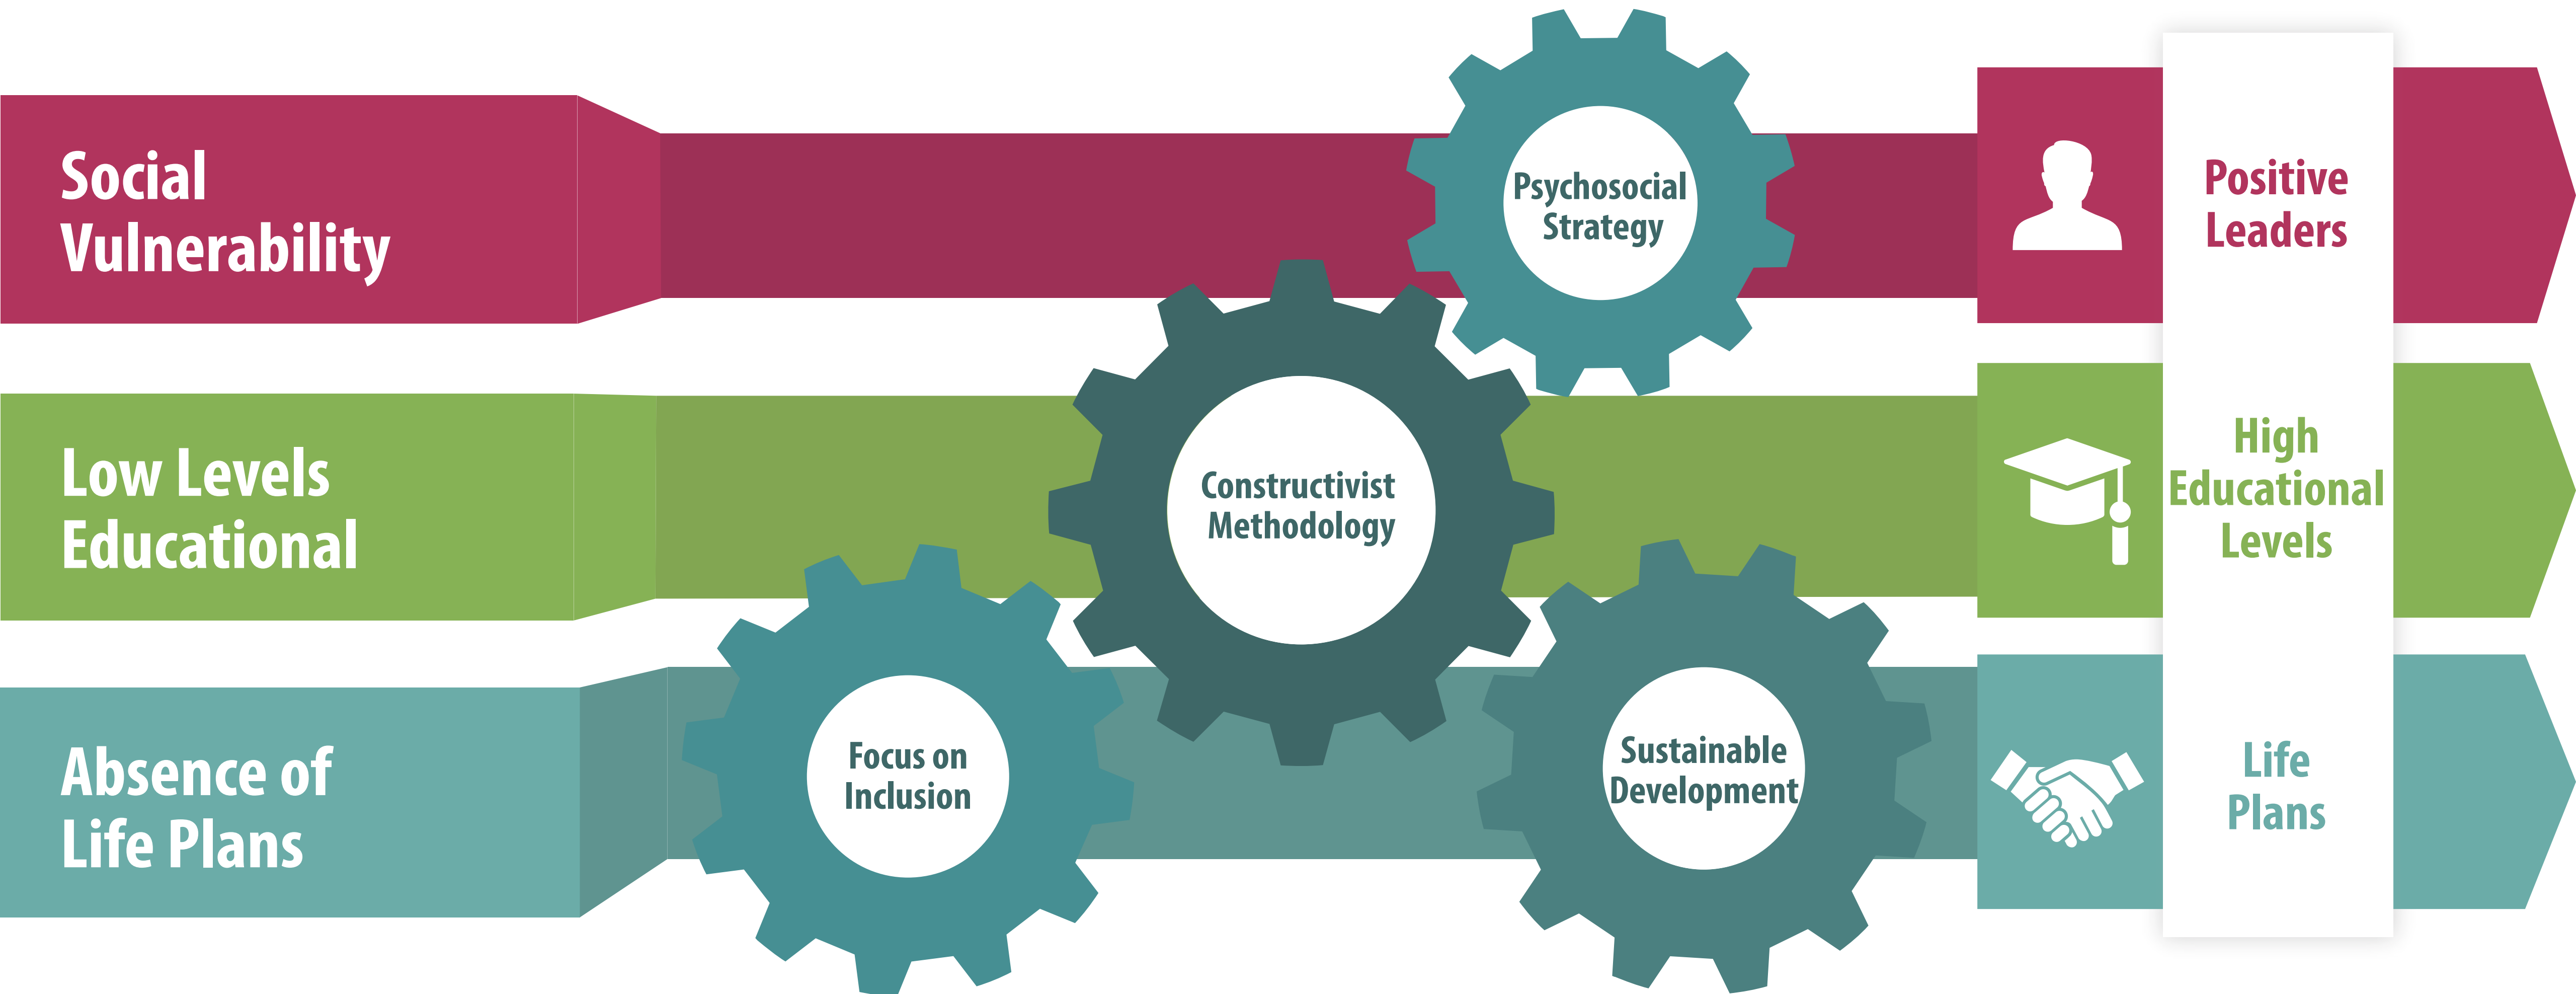 Social
Vulnerability
Psychosocial
Strategy
Positive
Leaders
Low Levels
Educational
Constructivist
Methodology
High
Educational
Levels
Absence of
Life Plans
Focus on
Inclusion
Sustainable
Development
Life
Plans